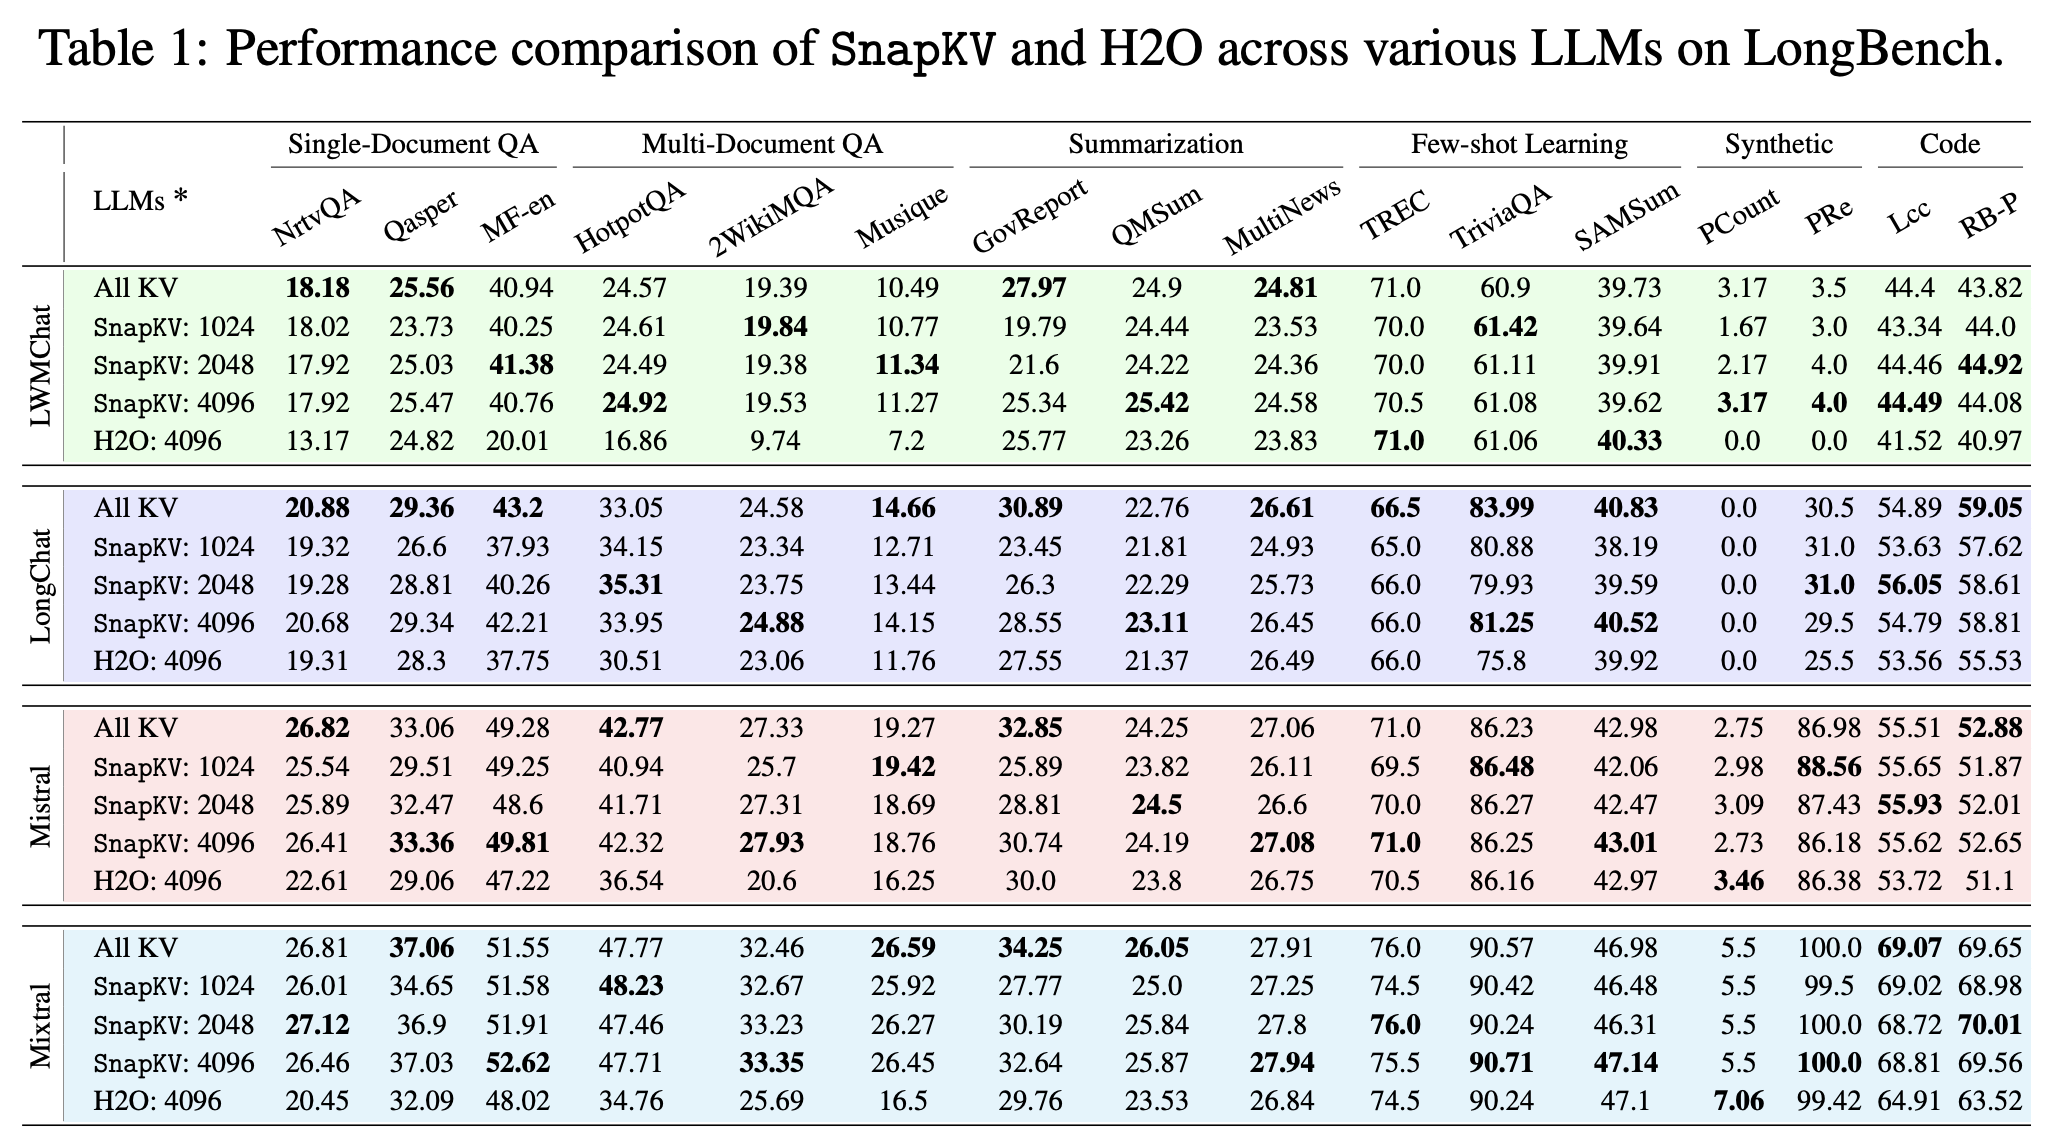 Table 1: Performance comparison of SnapKV and H2O across various LLMs on LongBench.
Single-Document QA Multi-Document QA Summarization Few-shot Learning Synthetic Code
LLMs * NrtvQA Qasper MF-en HotpotQA 2WikiMQA Musique GovReport QMSum MultiNews TREC TriviaQA SAMSum PCount PRe Lcc RB-P
LWMChat
All KV 18.18 25.56 40.94 24.57 19.39 10.49 27.97 24.9 24.81 71.0 60.9 39.73 3.17 3.5 44.4 43.82
SnapKV: 1024 18.02 23.73 40.25 24.61 19.84 10.77 19.79 24.44 23.53 70.0 61.42 39.64 1.67 3.0 43.34 44.0
SnapKV: 2048 17.92 25.03 41.38 24.49 19.38 11.34 21.6 24.22 24.36 70.0 61.11 39.91 2.17 4.0 44.46 44.92
SnapKV: 4096 17.92 25.47 40.76 24.92 19.53 11.27 25.34 25.42 24.58 70.5 61.08 39.62 3.17 4.0 44.49 44.08
H2O: 4096 13.17 24.82 20.01 16.86 9.74 7.2 25.77 23.26 23.83 71.0 61.06 40.33 0.0 0.0 41.52 40.97
LongChat
All KV 20.88 29.36 43.2 33.05 24.58 14.66 30.89 22.76 26.61 66.5 83.99 40.83 0.0 30.5 54.89 59.05
SnapKV: 1024 19.32 26.6 37.93 34.15 23.34 12.71 23.45 21.81 24.93 65.0 80.88 38.19 0.0 31.0 53.63 57.62
SnapKV: 2048 19.28 28.81 40.26 35.31 23.75 13.44 26.3 22.29 25.73 66.0 79.93 39.59 0.0 31.0 56.05 58.61
SnapKV: 4096 20.68 29.34 42.21 33.95 24.88 14.15 28.55 23.11 26.45 66.0 81.25 40.52 0.0 29.5 54.79 58.81
H2O: 4096 19.31 28.3 37.75 30.51 23.06 11.76 27.55 21.37 26.49 66.0 75.8 39.92 0.0 25.5 53.56 55.53
Mistral
All KV 26.82 33.06 49.28 42.77 27.33 19.27 32.85 24.25 27.06 71.0 86.23 42.98 2.75 86.98 55.51 52.88
SnapKV: 1024 25.54 29.51 49.25 40.94 25.7 19.42 25.89 23.82 26.11 69.5 86.48 42.06 2.98 88.56 55.65 51.87
SnapKV: 2048 25.89 32.47 48.6 41.71 27.31 18.69 28.81 24.5 26.6 70.0 86.27 42.47 3.09 87.43 55.93 52.01
SnapKV: 4096 26.41 33.36 49.81 42.32 27.93 18.76 30.74 24.19 27.08 71.0 86.25 43.01 2.73 86.18 55.62 52.65
H2O: 4096 22.61 29.06 47.22 36.54 20.6 16.25 30.0 23.8 26.75 70.5 86.16 42.97 3.46 86.38 53.72 51.1
Mixtral
All KV 26.81 37.06 51.55 47.77 32.46 26.59 34.25 26.05 27.91 76.0 90.57 46.98 5.5 100.0 69.07 69.65
SnapKV: 1024 26.01 34.65 51.58 48.23 32.67 25.92 27.77 25.0 27.25 74.5 90.42 46.48 5.5 99.5 69.02 68.98
SnapKV: 2048 27.12 36.9 51.91 47.46 33.23 26.27 30.19 25.84 27.8 76.0 90.24 46.31 5.5 100.0 68.72 70.01
SnapKV: 4096 26.46 37.03 52.62 47.71 33.35 26.45 32.64 25.87 27.94 75.5 90.71 47.14 5.5 100.0 68.81 69.56
H2O: 4096 20.45 32.09 48.02 34.76 25.69 16.5 29.76 23.53 26.84 74.5 90.24 47.1 7.06 99.42 64.91 63.52